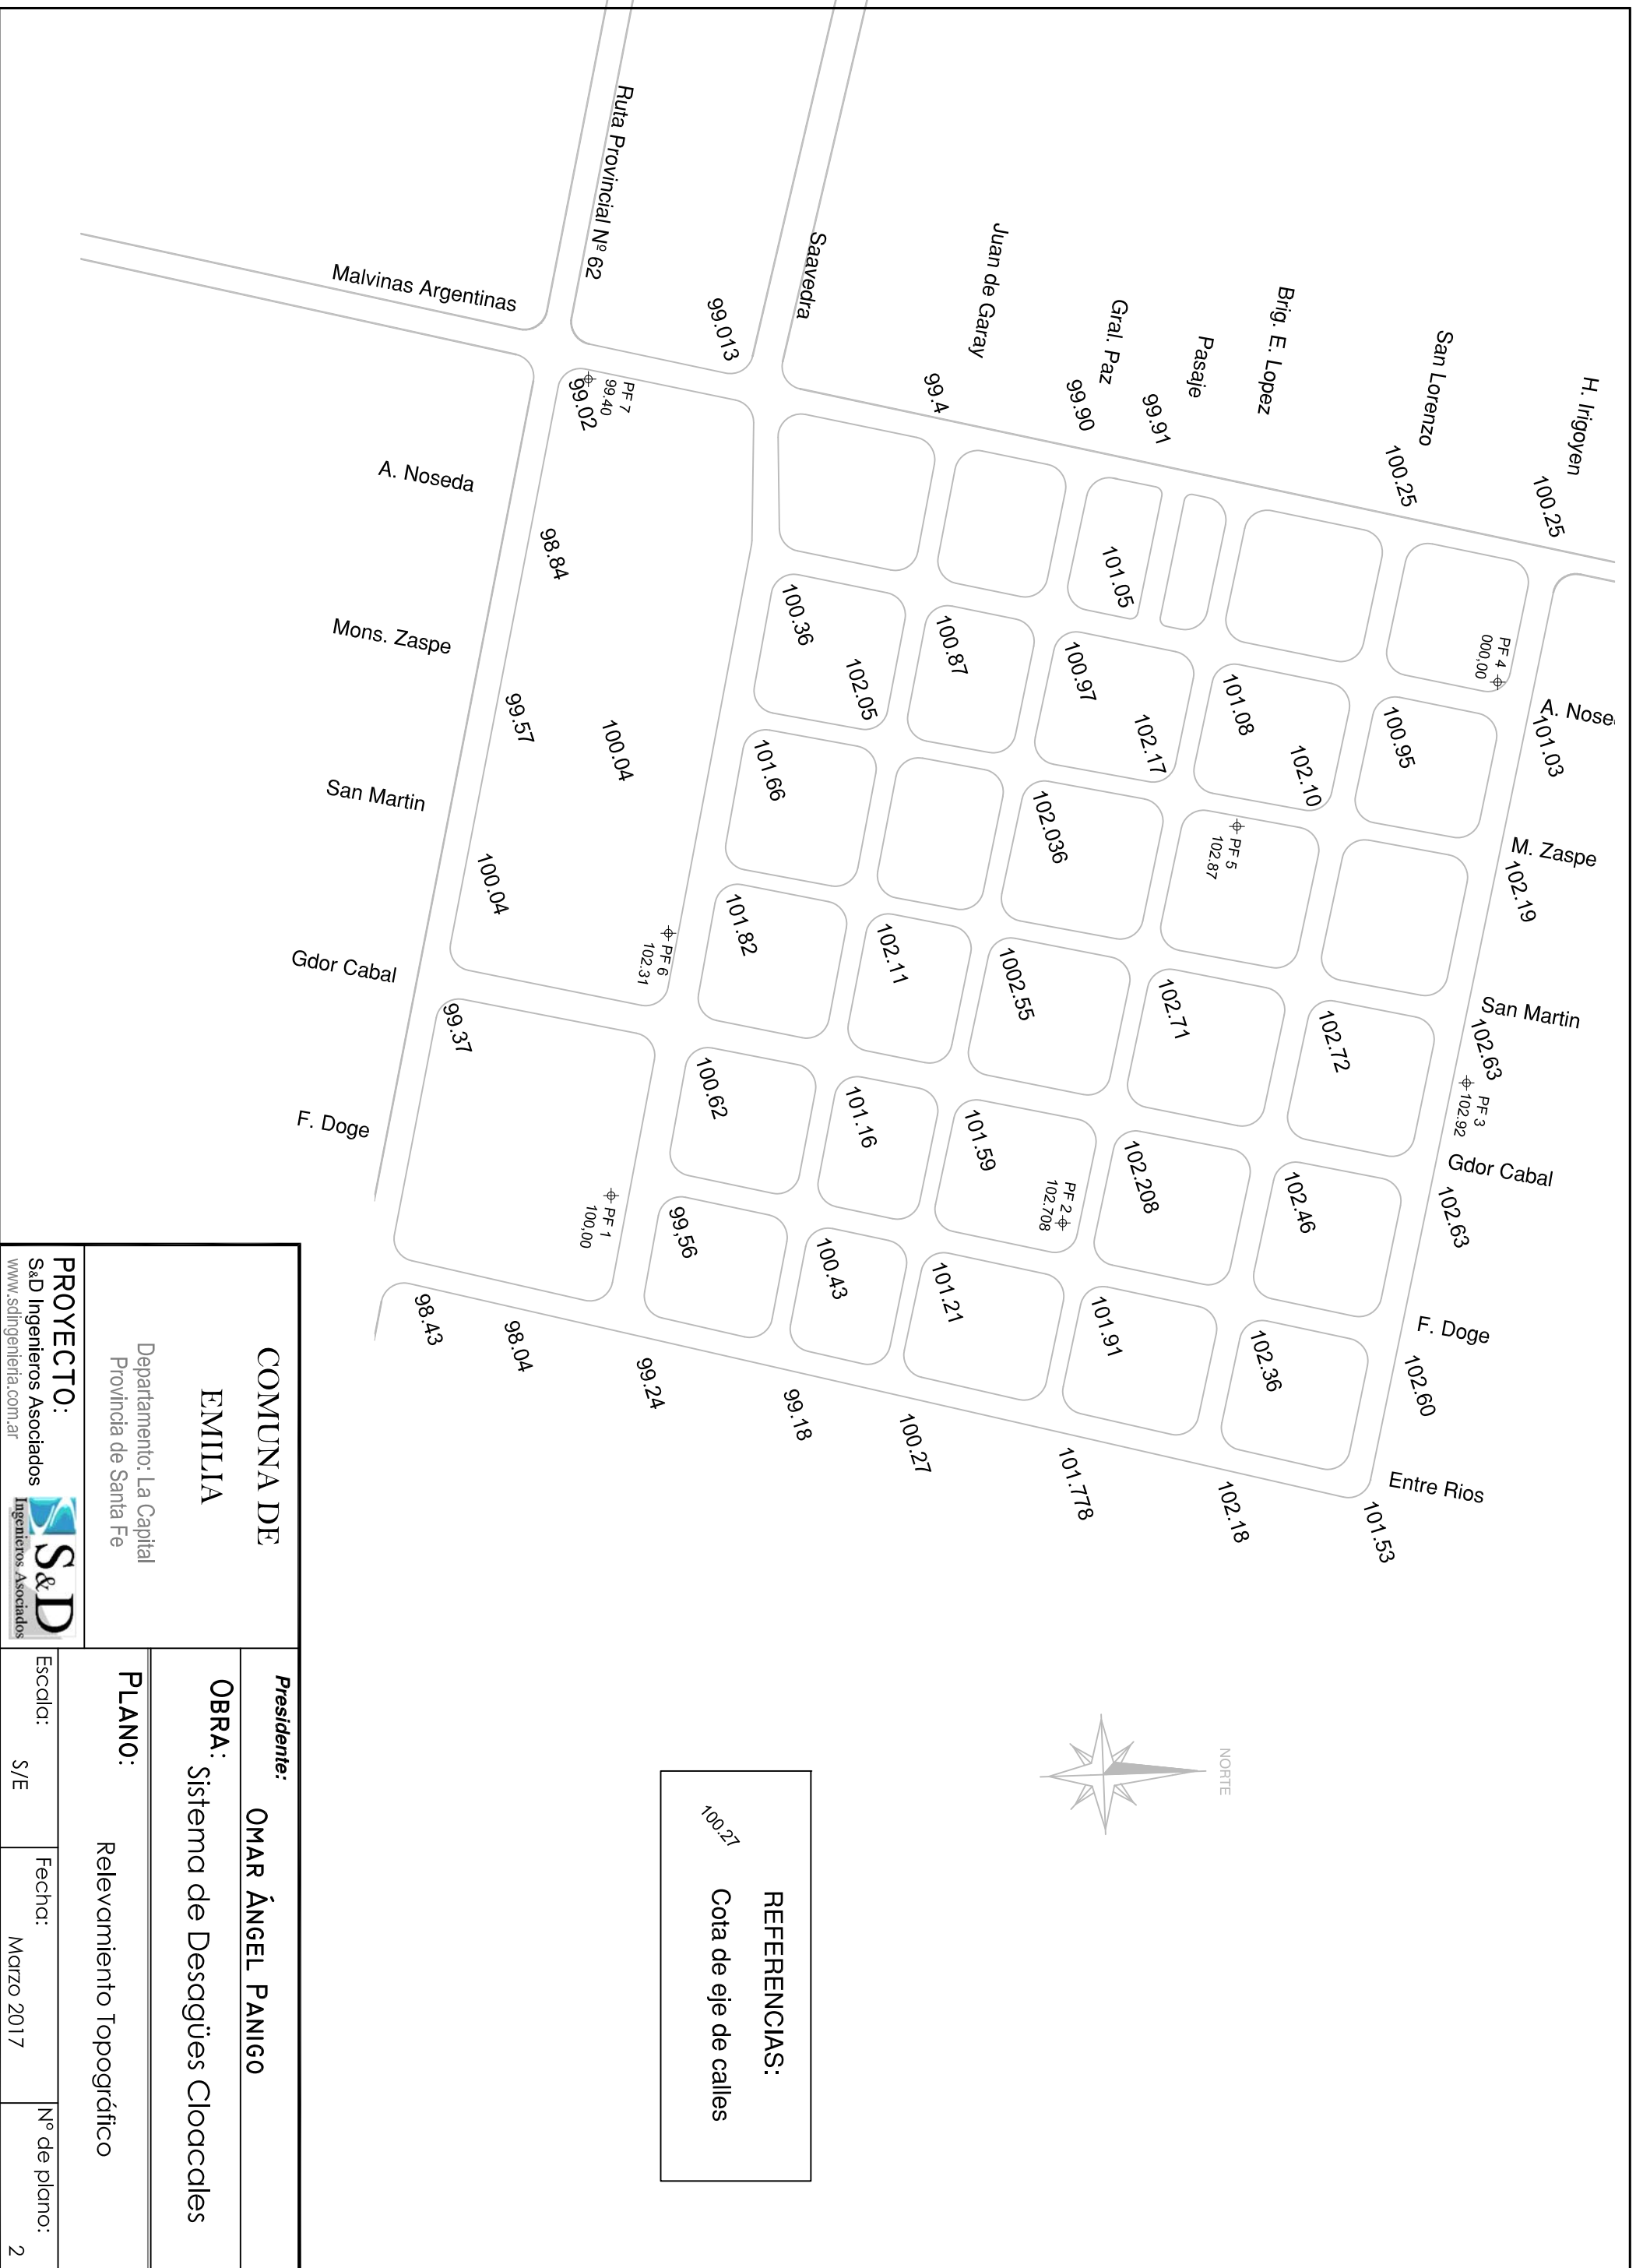 Ruta Provincial Nº 62
Saavedra
Juan de Garay
Gral. Paz
Pasaje
Brig. E. Lopez
San Lorenzo
H. Irigoyen
Malvinas Argentinas
A. Noseda
Mons. Zaspe
San Martin
Gdor Cabal
F. Doge
A. Nose
M. Zaspe
San Martin
Gdor Cabal
F. Doge
Entre Rios
99.013
99.4
99.90
99.91
100.25
100.25
PF 7
99.40
99.02
98.84
99.57
100.04
100.04
101.05
PF 4
000,00
100.36
102.05
100.87
100.97
102.17
101.08
102.10
100.95
101.03
101.66
102.036
PF 5
102.87
102.19
PF 6
102.31
101.82
102.11
1002.55
102.71
102.72
102.63
PF 3
102.92
99.37
100.62
101.16
101.59
PF 2
102.708
102.208
102.46
102.63
PF 1
100,00
99,56
100.43
101.21
101.91
102.36
102.60
98.43
98.04
99.24
99.18
100.27
101.778
102.18
101.53
NORTE
REFERENCIAS:
100.27
Cota de eje de calles
COMUNA DE
EMILIA
Departamento: La Capital
Provincia de Santa Fe
PROYECTO:
S&D Ingenieros Asociados
www.sdingenieria.com.ar
S&D
Ingenieros Asociados
Presidente:
OMAR ÁNGEL PANIGO
OBRA:
Sistema de Desagües Cloacales
PLANO:
Relevamiento Topográfico
Escala:
S/E
Fecha:
Marzo 2017
Nº de plano:
2